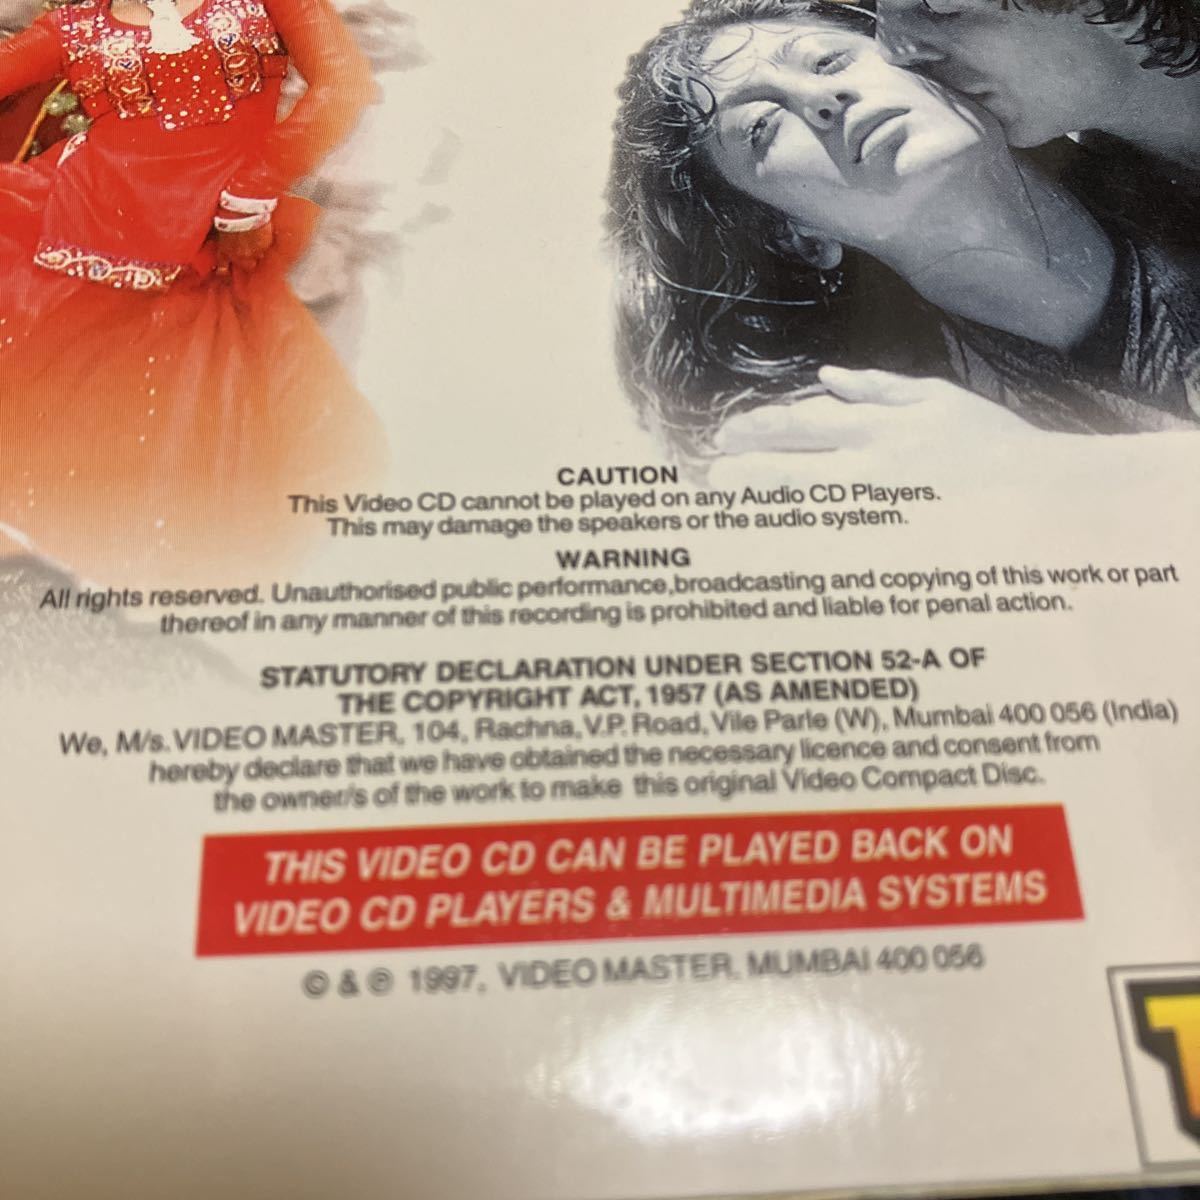 CAUTION
This Video CD cannot be played on any Audio CD Players.
This may damage the speakers or the audio system.
WARNING
All rights reserved. Unauthorised public performance,broadcasting and copying of this work or part
thereof in any manner of this recording is prohibited and liable for penal action.
STATUTORY DECLARATION UNDER SECTION 52-A OF
THE COPYRIGHT ACT, 1957 (AS AMENDED)
We, M/s. VIDEO MASTER, 104, Rachna, V.P. Road, Vile Parle (W), Mumbai 400 056 (India)
hereby declare that we have obtained the necessary licence and consent from
the owner/s of the work to make this original Video Compact Disc.
THIS VIDEO CD CAN BE PLAYED BACK ON
VIDEO CD PLAYERS & MULTIMEDIA SYSTEMS
© & ℗ 1997, VIDEO MASTER, MUMBAI 400 056